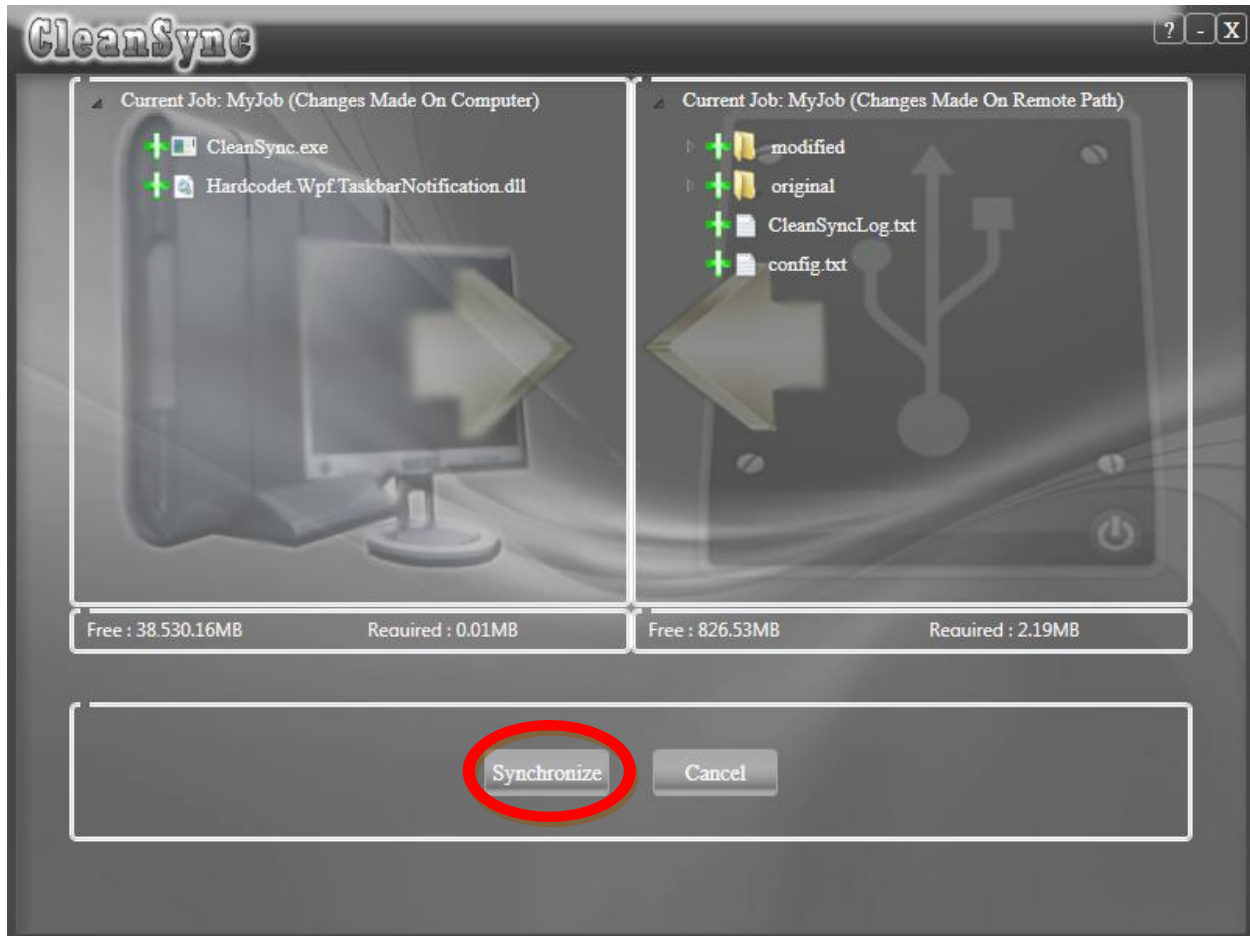 CleanSync
? - X
Current Job: MyJob (Changes Made On Computer)
CleanSync.exe
Hardcodet.Wpf.TaskbarNotification.dll
Current Job: MyJob (Changes Made On Remote Path)
modified
original
CleanSyncLog.txt
config.txt
Free : 38.530.16MB Required : 0.01MB
Free : 826.53MB Required : 2.19MB
Synchronize Cancel